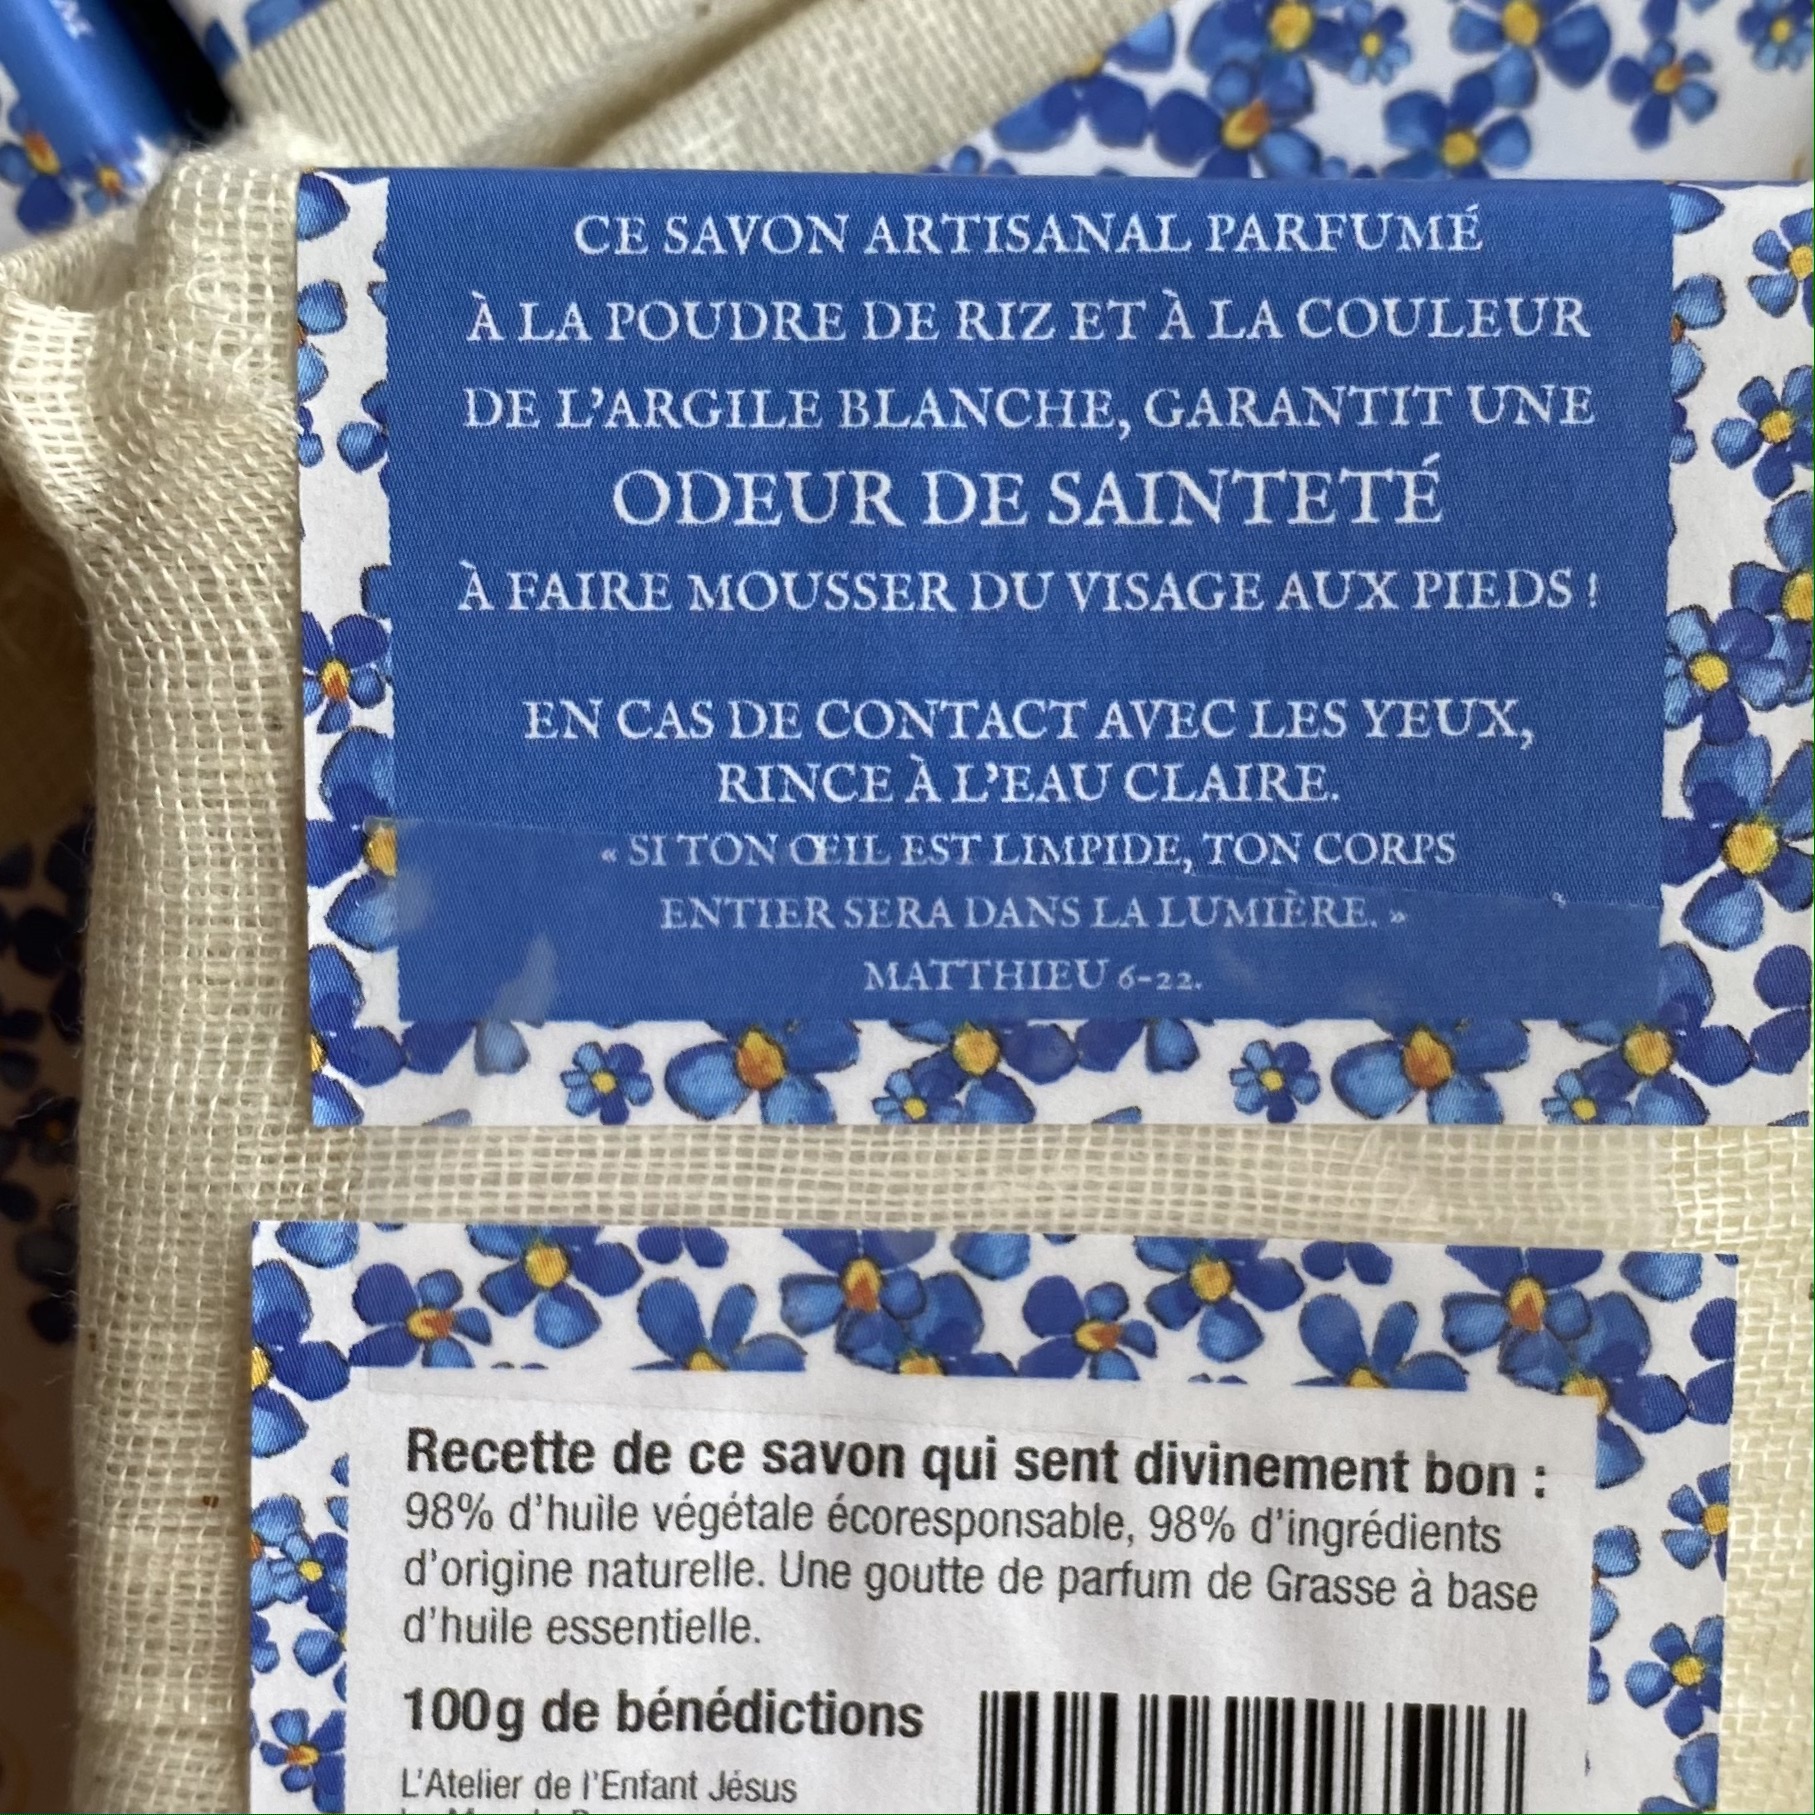 CE SAVON ARTISANAL PARFUMÉ
À LA POUDRE DE RIZ ET À LA COULEUR
DE L’ARGILE BLANCHE, GARANTIT UNE
ODEUR DE SAINTETÉ
À FAIRE MOUSSER DU VISAGE AUX PIEDS !
EN CAS DE CONTACT AVEC LES YEUX,
RINCE À L’EAU CLAIRE.
« SI TON ŒIL EST LIMPIDE, TON CORPS
ENTIER SERA DANS LA LUMIÈRE. »
MATTHIEU 6-22.
Recette de ce savon qui sent divinement bon :
98% d'huile végétale écoresponsable, 98% d'ingrédients
d'origine naturelle. Une goutte de parfum de Grasse à base
d'huile essentielle.
100g de bénédictions
L'Atelier de l'Enfant Jésus